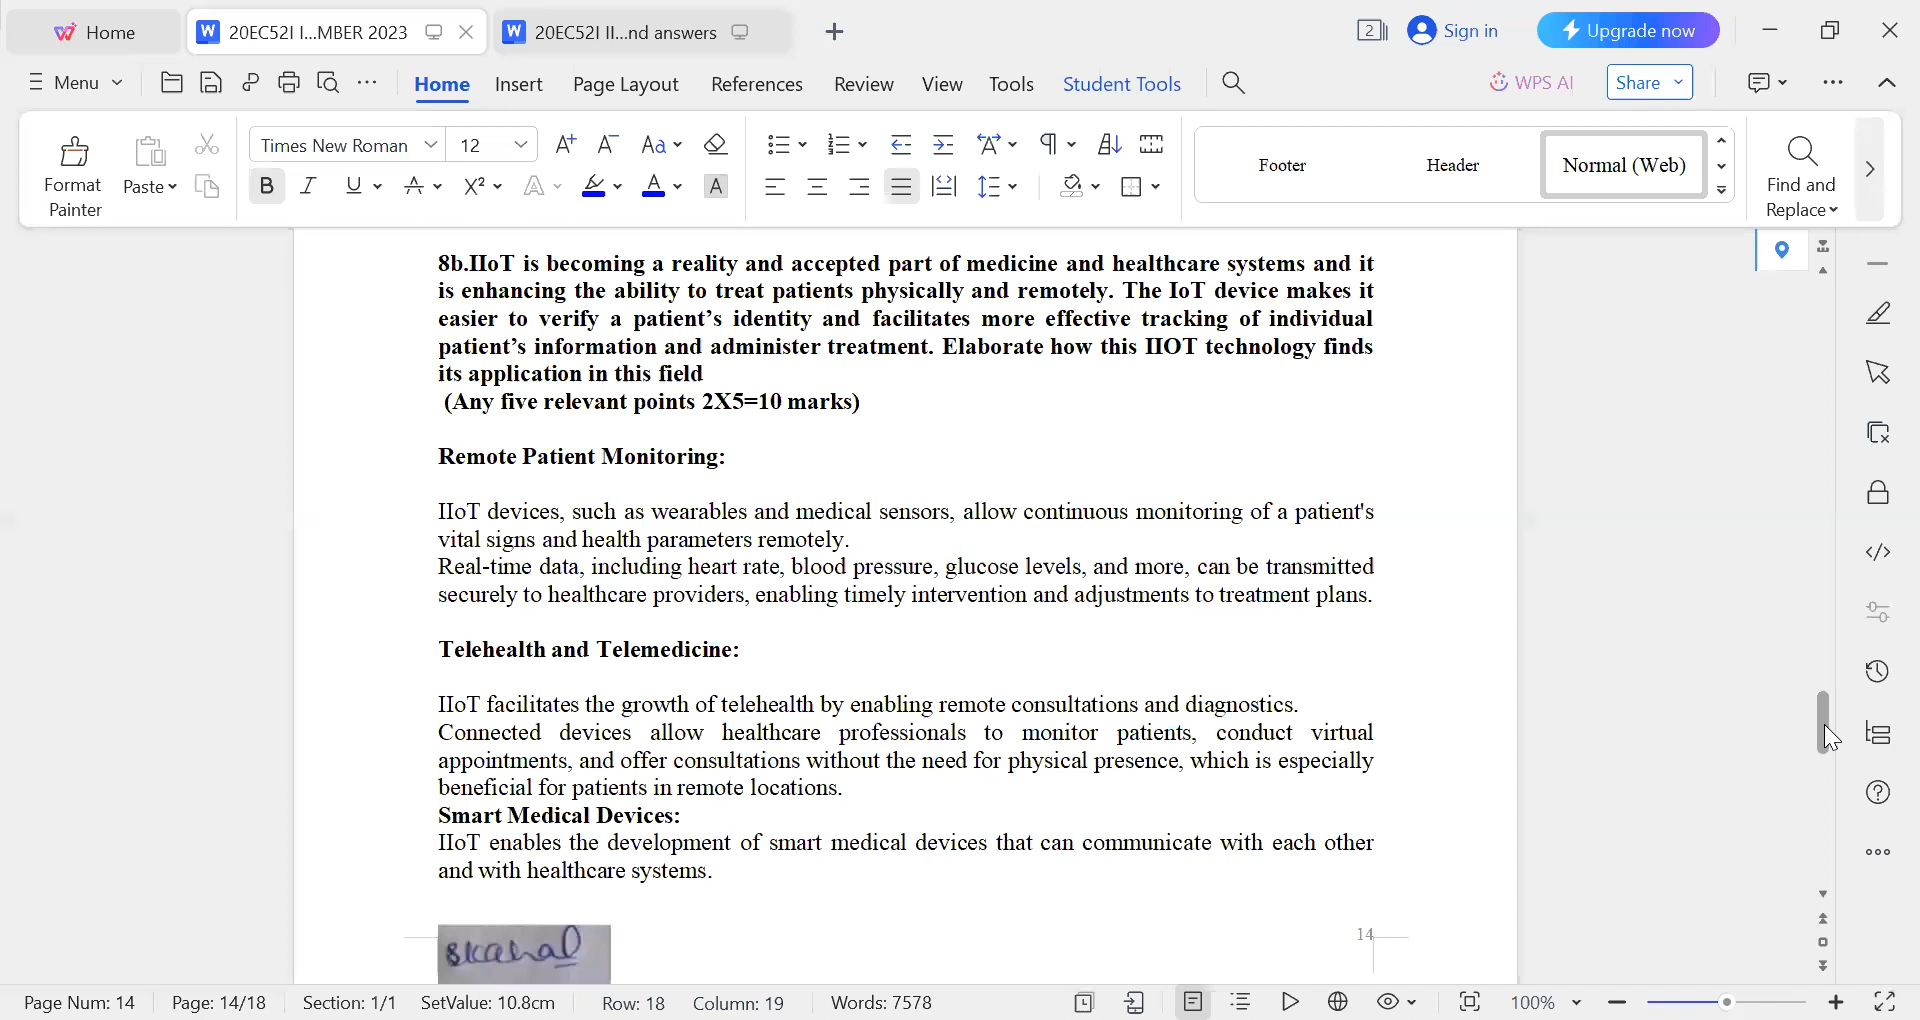 Home
20EC52I I...MBER 2023
20EC52I II...nd answers
Sign in
Upgrade now
Menu
Home Insert Page Layout References Review View Tools Student Tools
WPS AI
Share
Format
Painter
Paste
Times New Roman
12
Footer
Header
Normal (Web)
Find and
Replace
8b.IIoT is becoming a reality and accepted part of medicine and healthcare systems and it
is enhancing the ability to treat patients physically and remotely. The IoT device makes it
easier to verify a patient’s identity and facilitates more effective tracking of individual
patient’s information and administer treatment. Elaborate how this IIOT technology finds
its application in this field
(Any five relevant points 2X5=10 marks)
Remote Patient Monitoring:
IIoT devices, such as wearables and medical sensors, allow continuous monitoring of a patient's
vital signs and health parameters remotely.
Real-time data, including heart rate, blood pressure, glucose levels, and more, can be transmitted
securely to healthcare providers, enabling timely intervention and adjustments to treatment plans.
Telehealth and Telemedicine:
IIoT facilitates the growth of telehealth by enabling remote consultations and diagnostics.
Connected devices allow healthcare professionals to monitor patients, conduct virtual
appointments, and offer consultations without the need for physical presence, which is especially
beneficial for patients in remote locations.
Smart Medical Devices:
IIoT enables the development of smart medical devices that can communicate with each other
and with healthcare systems.
14
Page Num: 14 Page: 14/18 Section: 1/1 SetValue: 10.8cm Row: 18 Column: 19 Words: 7578
100%